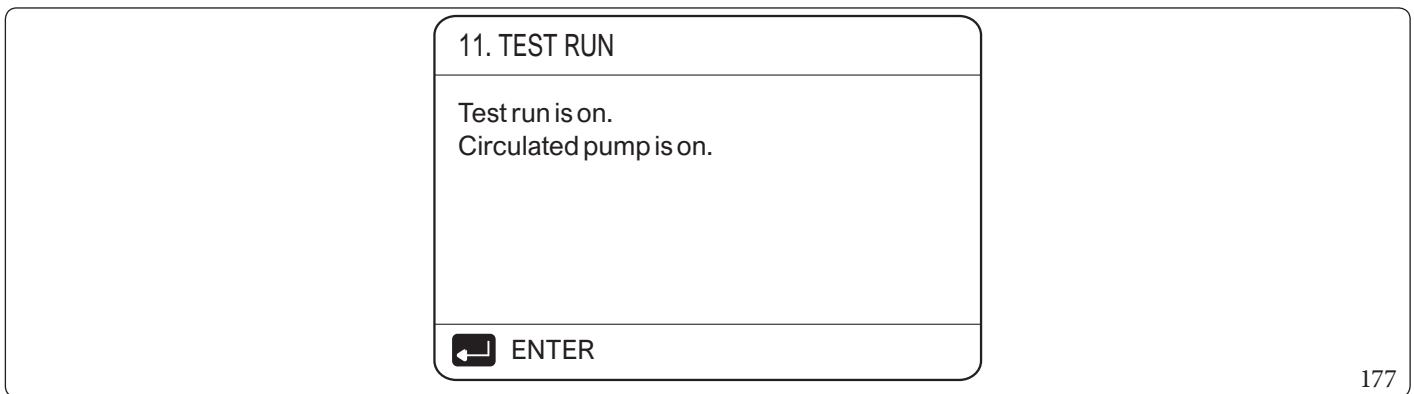 11. TEST RUN
Test run is on.
Circulated pump is on.
ENTER
177